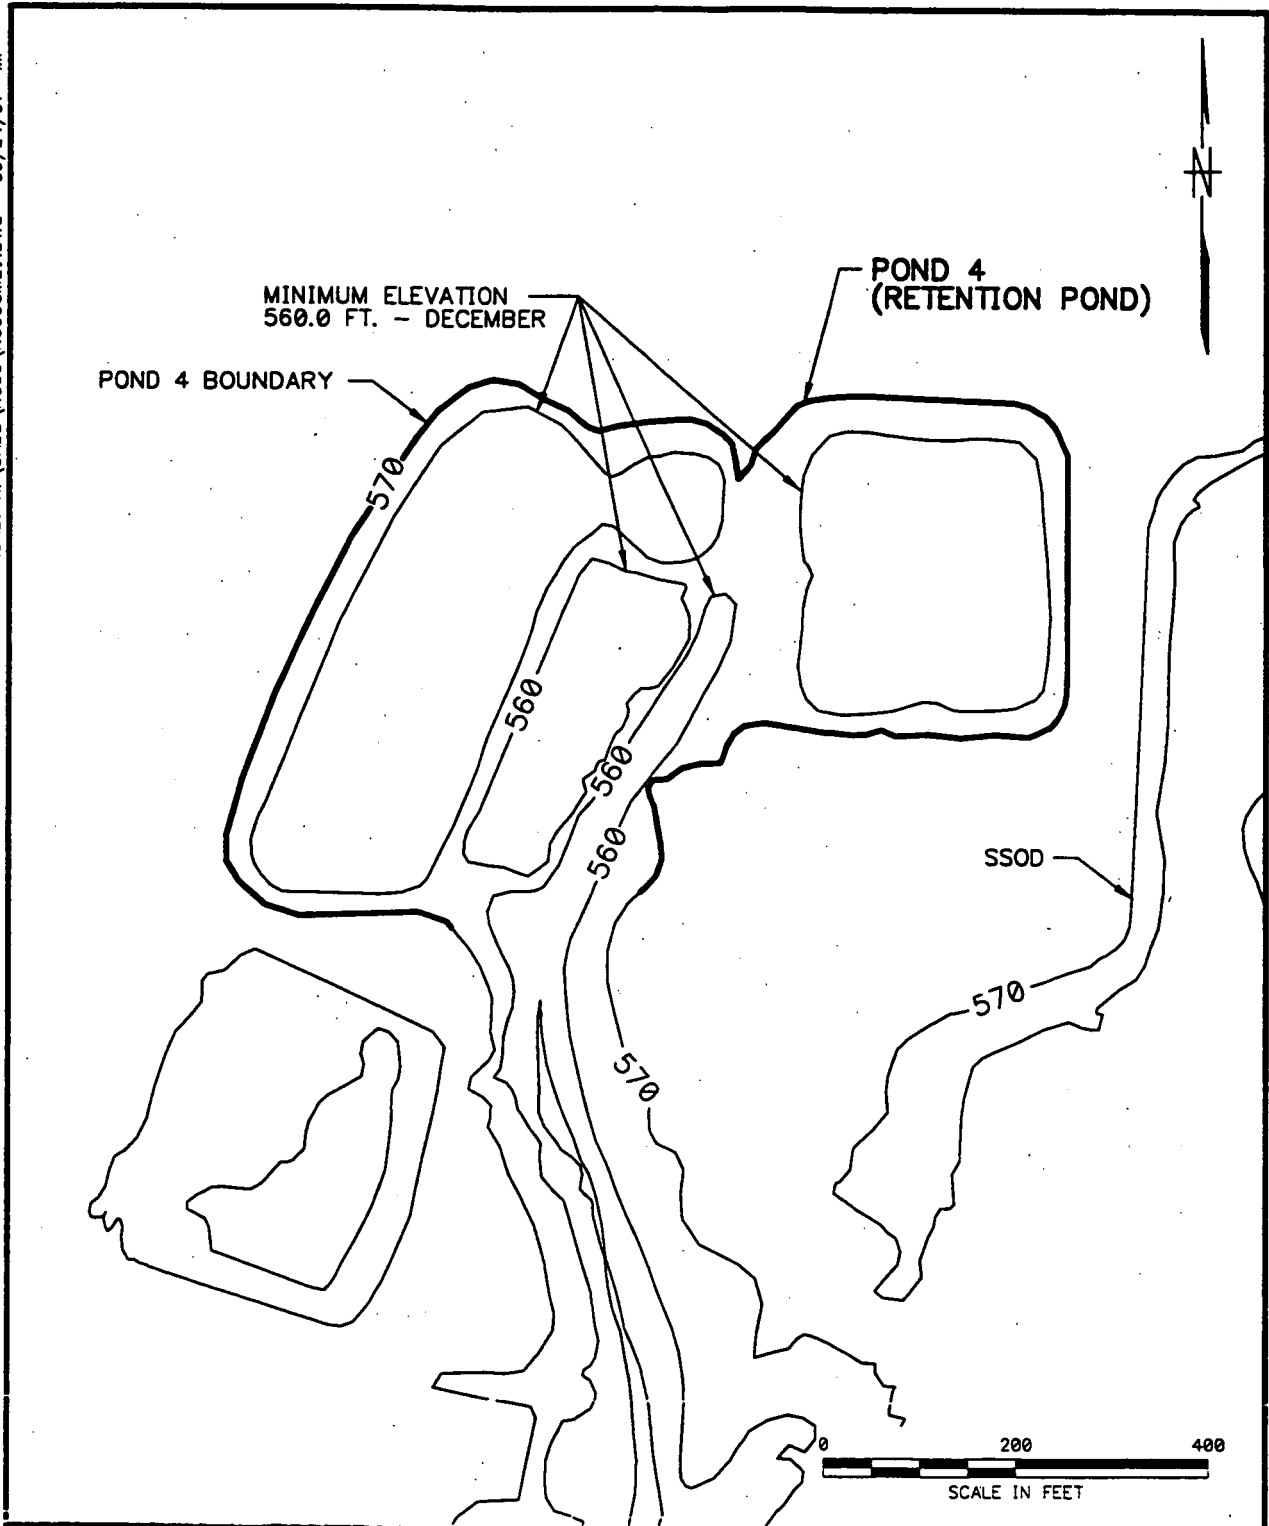 N
POND 4
(RETENTION POND)
MINIMUM ELEVATION
560.0 FT. - DECEMBER
POND 4 BOUNDARY
570
560
560
560
SSOD
570
570
0 200 400
SCALE IN FEET